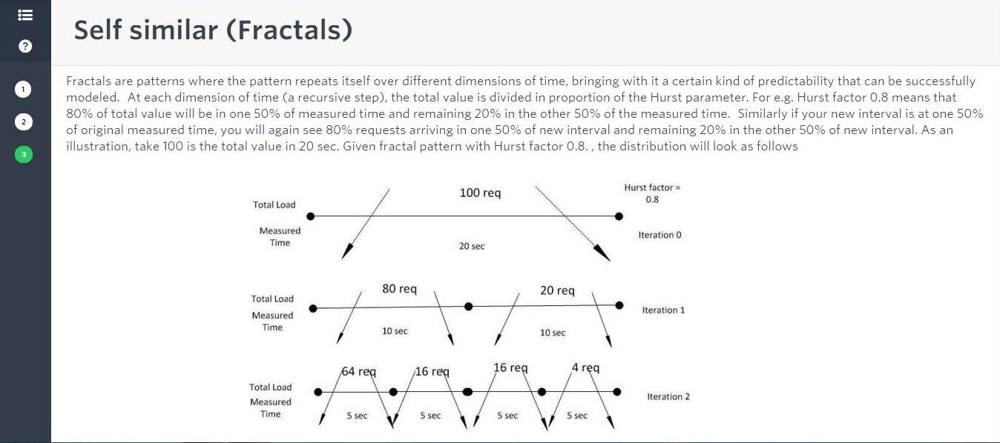 Self similar (Fractals)
?
1
2
3
Fractals are patterns where the pattern repeats itself over different dimensions of time, bringing with it a certain kind of predictability that can be successfully
modeled.  At each dimension of time (a recursive step), the total value is divided in proportion of the Hurst parameter. For e.g. Hurst factor 0.8 means that
80% of total value will be in one 50% of measured time and remaining 20% in the other 50% of the measured time.  Similarly if your new interval is at one 50%
of original measured time, you will again see 80% requests arriving in one 50% of new interval and remaining 20% in the other 50% of new interval. As an
illustration, take 100 is the total value in 20 sec. Given fractal pattern with Hurst factor 0.8. , the distribution will look as follows
Total Load
100 req
Hurst factor =
0.8
Measured
Time
20 sec
Iteration 0
Total Load
80 req
20 req
Measured
Time
10 sec
10 sec
Iteration 1
Total Load
64 req
16 req
16 req
4 req
Measured
Time
5 sec
5 sec
5 sec
5 sec
Iteration 2